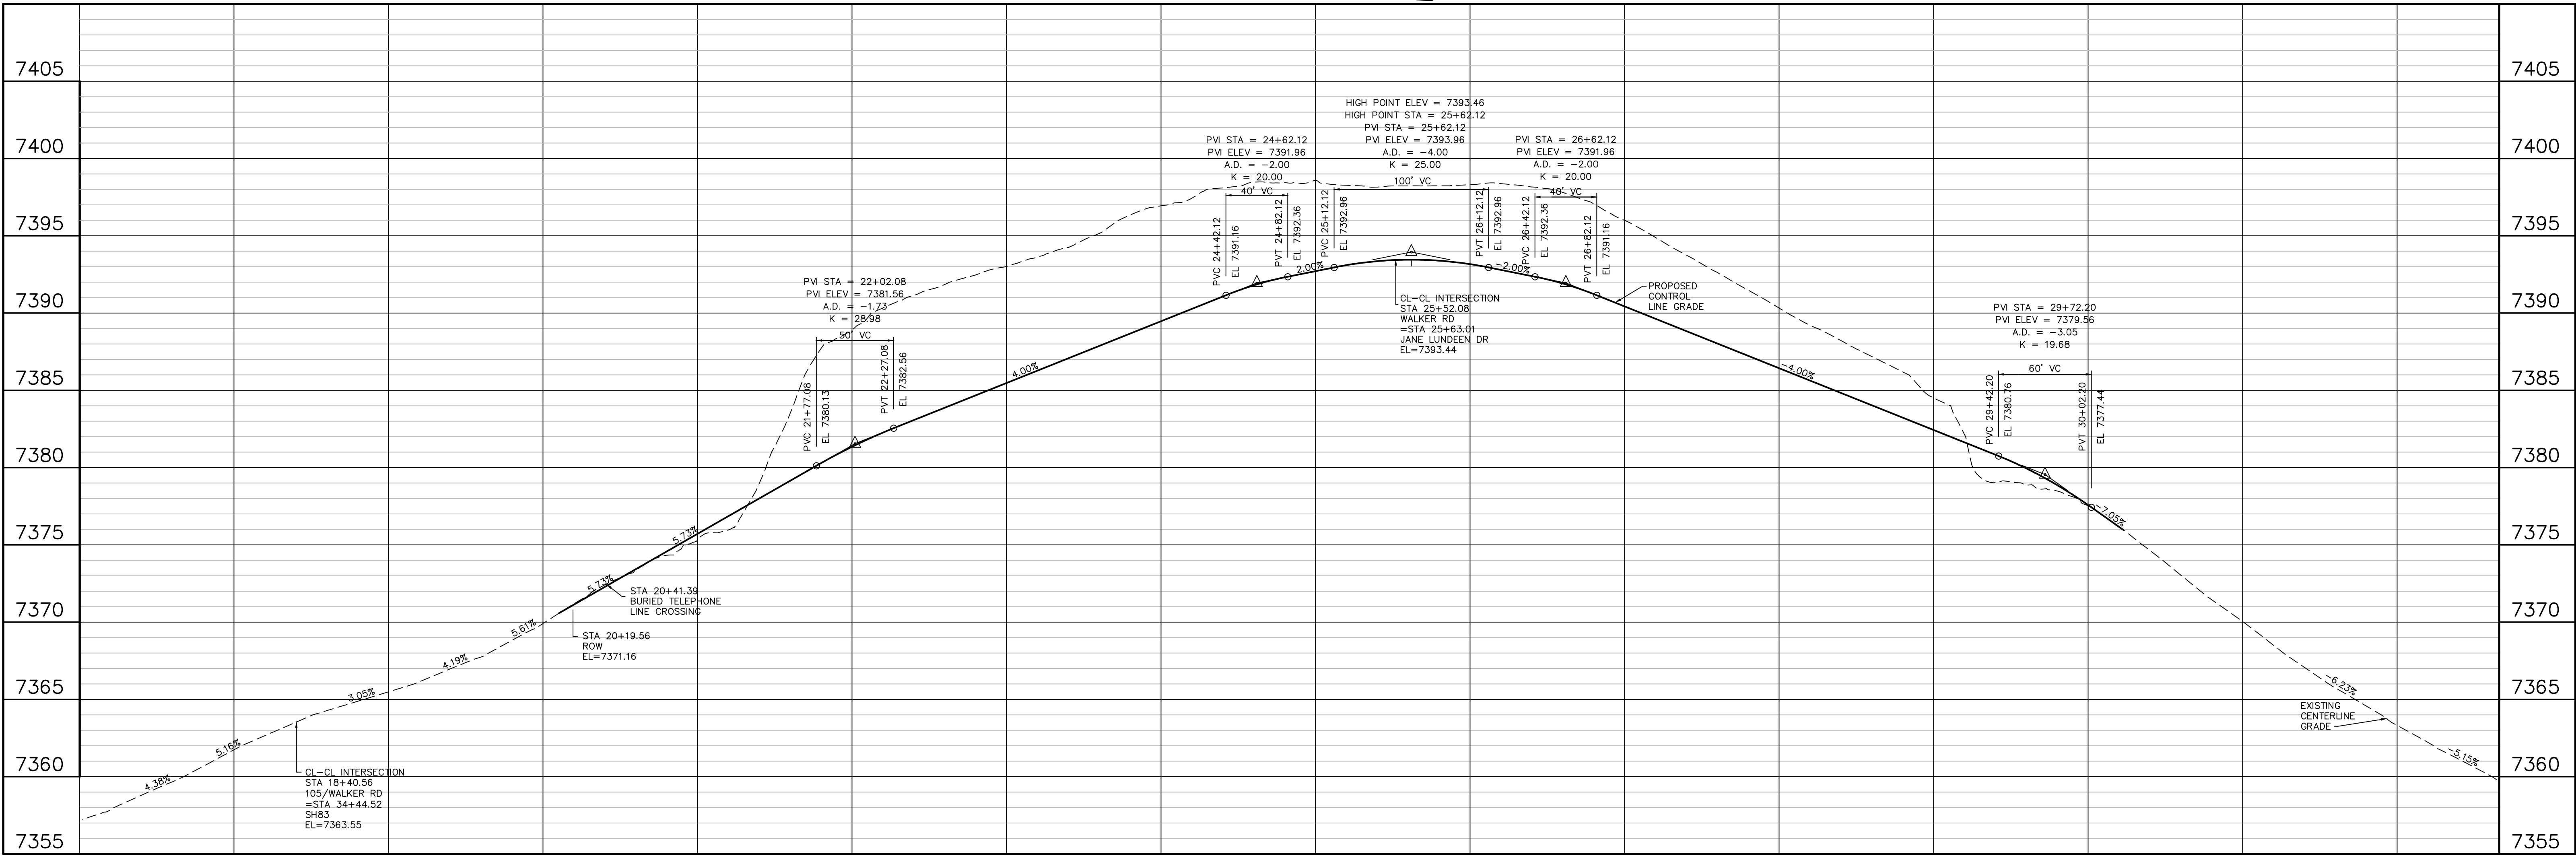 7405
7400
7395
7390
7385
7380
7375
7370
7365
7360
7355
4.38%
5.16%
CL-CL INTERSECTION
STA 18+40.56
105/WALKER RD
=STA 34+44.52
SH83
EL=7363.55
3.05%
4.19%
5.61%
5.73%
STA 20+19.56
ROW
EL=7371.16
STA 20+41.39
BURIED TELEPHONE
LINE CROSSING
5.73%
PVI STA = 22+02.08
PVI ELEV = 7381.56
A.D. = -1.73
K = 28.98
50' VC
PVC 21+77.08
EL 7380.13
PVT 22+27.08
EL 7382.56
4.00%
PVI STA = 24+62.12
PVI ELEV = 7391.96
A.D. = -2.00
K = 20.00
40' VC
PVC 24+42.12
EL 7391.16
PVT 24+82.12
EL 7392.36
2.00%
HIGH POINT ELEV = 7393.46
HIGH POINT STA = 25+62.12
PVI STA = 25+62.12
PVI ELEV = 7393.96
A.D. = -4.00
K = 25.00
100' VC
PVC 25+12.12
EL 7392.96
PVT 26+12.12
EL 7392.96
CL-CL INTERSECTION
STA 25+52.08
WALKER RD
=STA 25+63.01
JANE LUNDEEN DR
EL=7393.44
-2.00%
PVI STA = 26+62.12
PVI ELEV = 7391.96
A.D. = -2.00
K = 20.00
40' VC
PVC 26+42.12
EL 7392.36
PVT 26+82.12
EL 7391.16
PROPOSED
CONTROL
LINE GRADE
-4.00%
PVI STA = 29+72.20
PVI ELEV = 7379.56
A.D. = -3.05
K = 19.68
60' VC
PVC 29+42.20
EL 7380.76
PVT 30+02.20
EL 7377.44
-7.05%
-6.23%
EXISTING
CENTERLINE
GRADE
-5.15%
7405
7400
7395
7390
7385
7380
7375
7370
7365
7360
7355